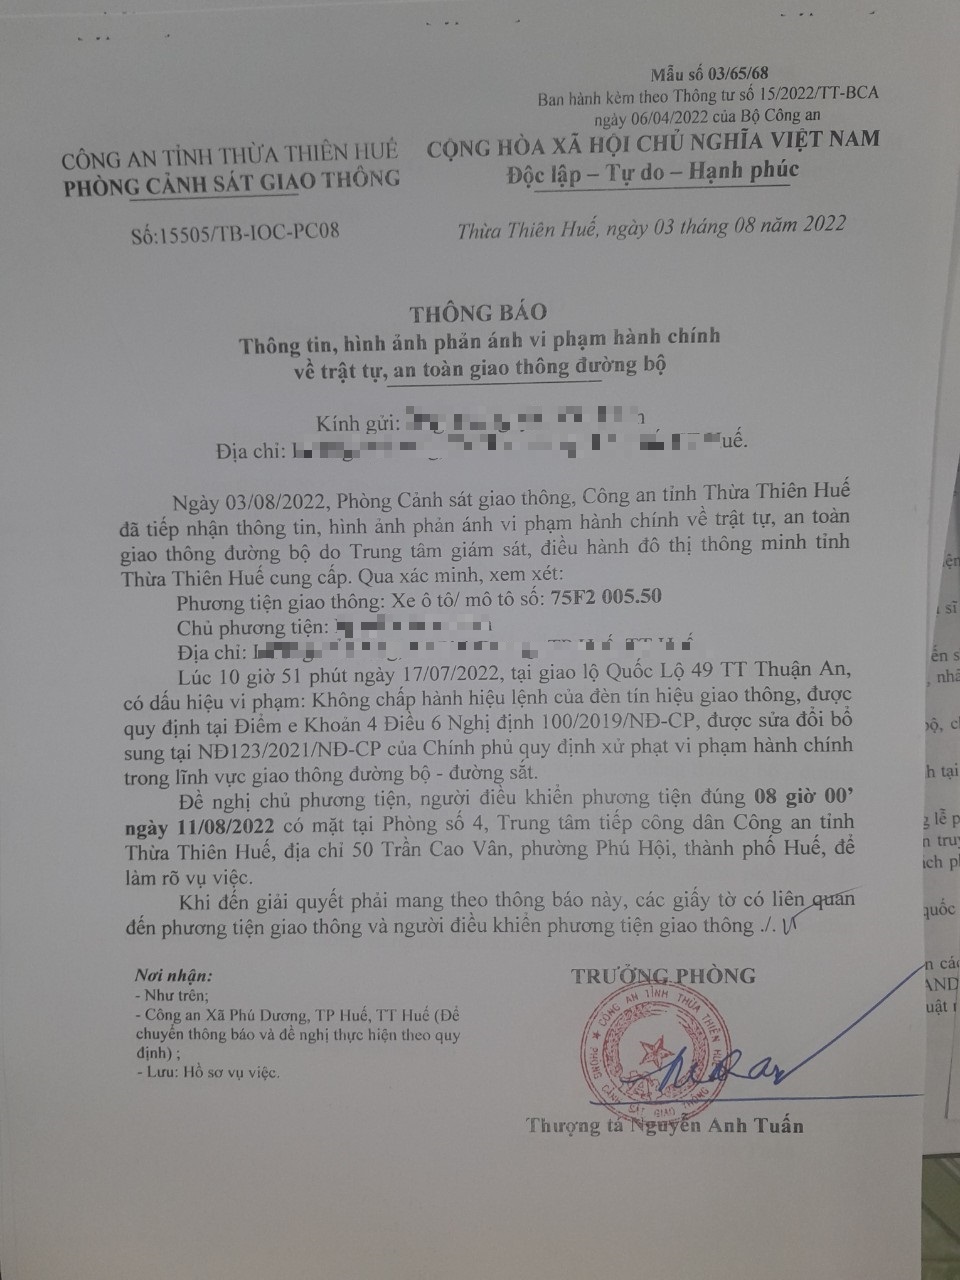 Mẫu số 03/65/68
Ban hành kèm theo Thông tư số 15/2022/TT-BCA
ngày 06/04/2022 của Bộ Công an
CÔNG AN TỈNH THỪA THIÊN HUẾ
PHÒNG CẢNH SÁT GIAO THÔNG
CỘNG HÒA XÃ HỘI CHỦ NGHĨA VIỆT NAM
Độc lập – Tự do – Hạnh phúc
Số:15505/TB-IOC-PC08
Thừa Thiên Huế, ngày 03 tháng 08 năm 2022
THÔNG BÁO
Thông tin, hình ảnh phản ánh vi phạm hành chính
về trật tự, an toàn giao thông đường bộ
Kính gửi:
Địa chỉ:
Ngày 03/08/2022, Phòng Cảnh sát giao thông, Công an tỉnh Thừa Thiên Huế
đã tiếp nhận thông tin, hình ảnh phản ánh vi phạm hành chính về trật tự, an toàn
giao thông đường bộ do Trung tâm giám sát, điều hành đô thị thông minh tỉnh
Thừa Thiên Huế cung cấp. Qua xác minh, xem xét:
Phương tiện giao thông: Xe ô tô/ mô tô số: 75F2 005.50
Chủ phương tiện:
Địa chỉ:
Lúc 10 giờ 51 phút ngày 17/07/2022, tại giao lộ Quốc Lộ 49 TT Thuận An,
có dấu hiệu vi phạm: Không chấp hành hiệu lệnh của đèn tín hiệu giao thông, được
quy định tại Điểm e Khoản 4 Điều 6 Nghị định 100/2019/NĐ-CP, được sửa đổi bổ
sung tại NĐ123/2021/NĐ-CP của Chính phủ quy định xử phạt vi phạm hành chính
trong lĩnh vực giao thông đường bộ - đường sắt.
Đề nghị chủ phương tiện, người điều khiển phương tiện đúng 08 giờ 00’
ngày 11/08/2022 có mặt tại Phòng số 4, Trung tâm tiếp công dân Công an tỉnh
Thừa Thiên Huế, địa chỉ 50 Trần Cao Vân, phường Phú Hội, thành phố Huế, để
làm rõ vụ việc.
Khi đến giải quyết phải mang theo thông báo này, các giấy tờ có liên quan
đến phương tiện giao thông và người điều khiển phương tiện giao thông ./.
Nơi nhận:
- Như trên;
- Công an Xã Phú Dương, TP Huế, TT Huế (Để
chuyển thông báo và đề nghị thực hiện theo quy
định) ;
- Lưu: Hồ sơ vụ việc.
TRƯỞNG PHÒNG
CÔNG AN TỈNH THỪA THIÊN HUẾ
PHÒNG CẢNH SÁT GIAO THÔNG
Thượng tá Nguyễn Anh Tuấn